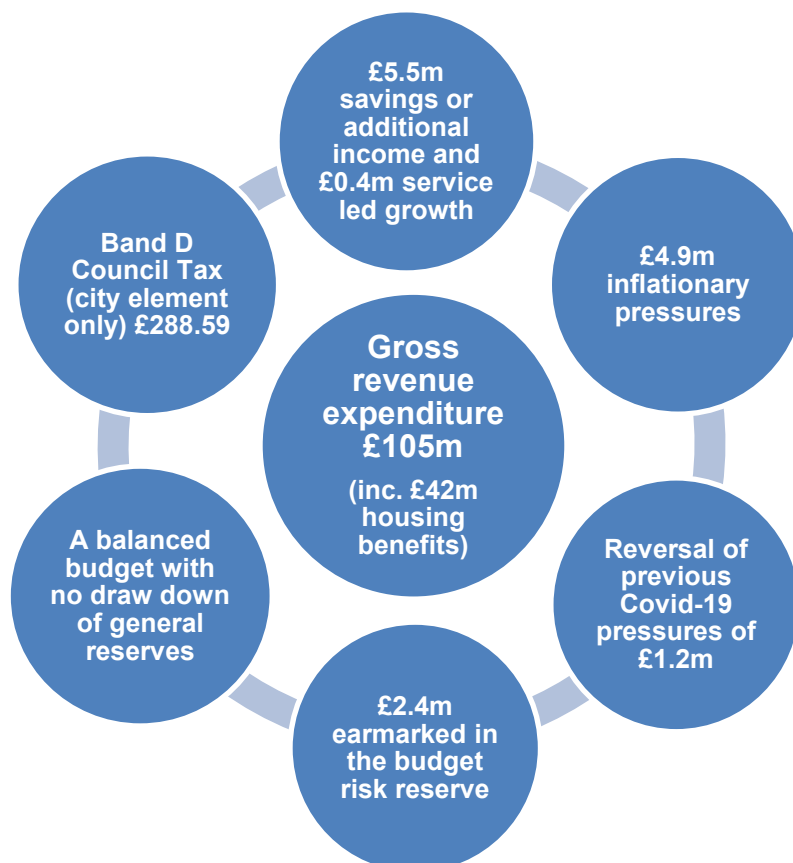 £5.5m
savings or
additional
income and
£0.4m service
led growth
£4.9m
inflationary
pressures
Reversal of
previous
Covid-19
pressures of
£1.2m
£2.4m
earmarked in
the budget
risk reserve
A balanced
budget with
no draw down
of general
reserves
Band D
Council Tax
(city element
only) £288.59
Gross
revenue
expenditure
£105m
(inc. £42m
housing
benefits)